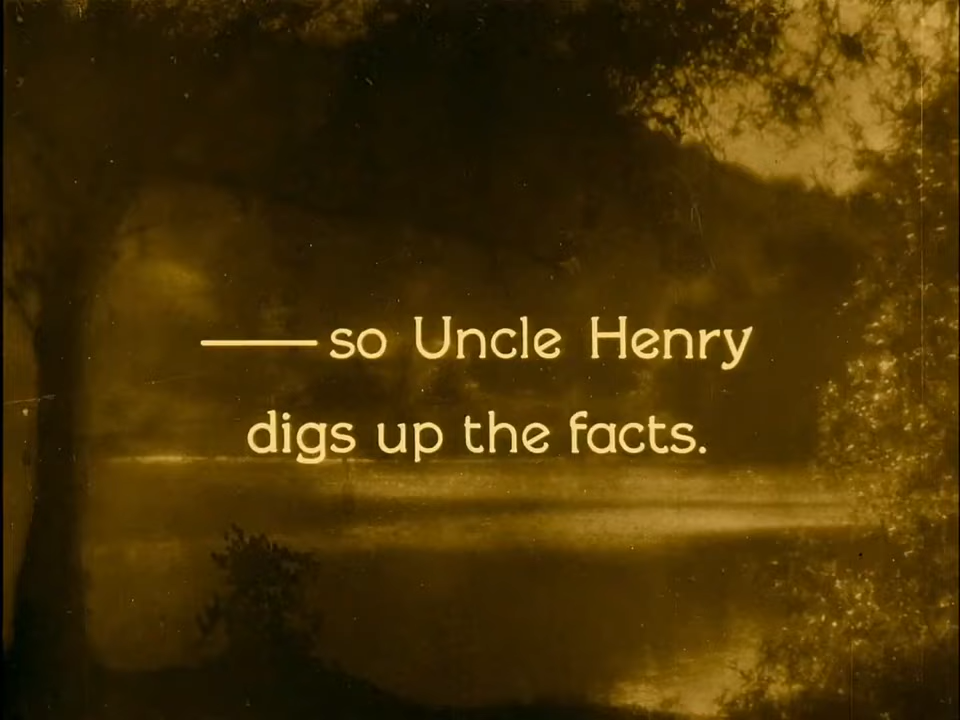 ——so Uncle Henry
digs up the facts.